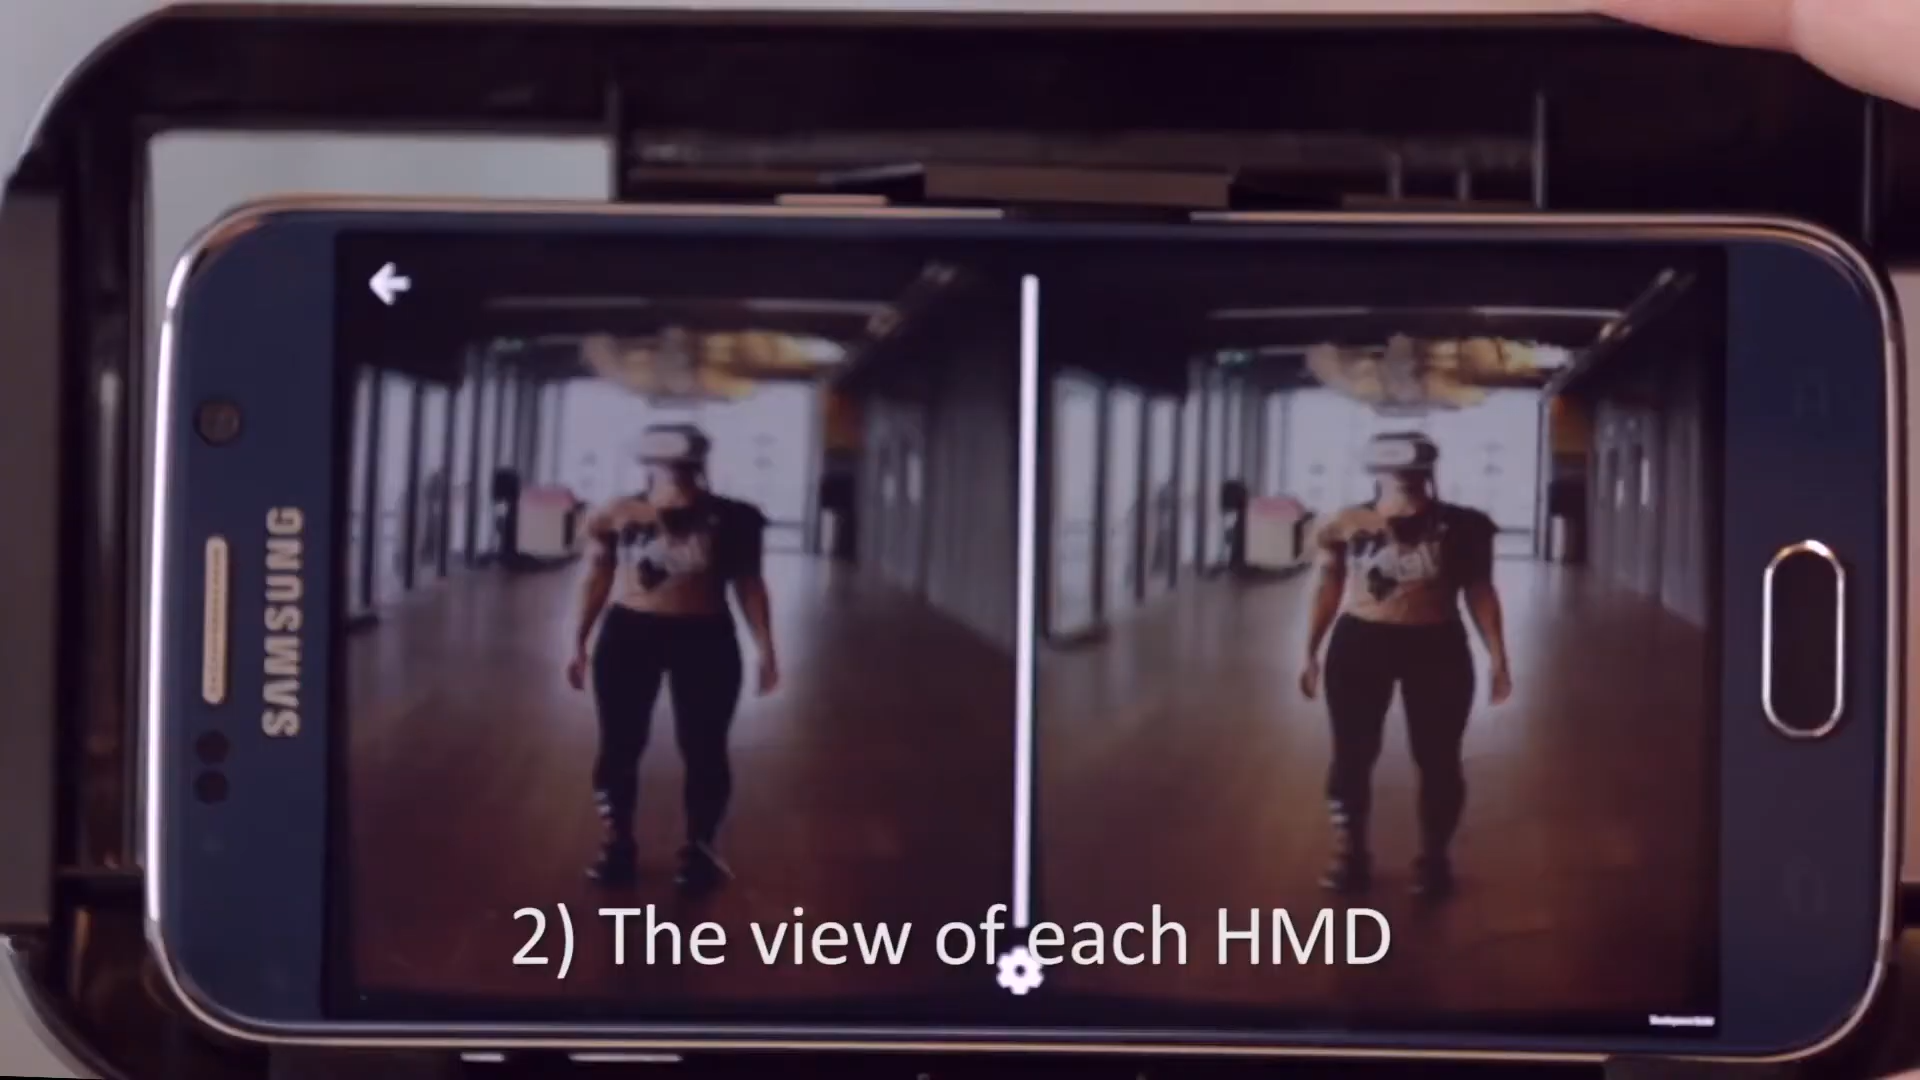 SAMSUNG
2) The view of each HMD